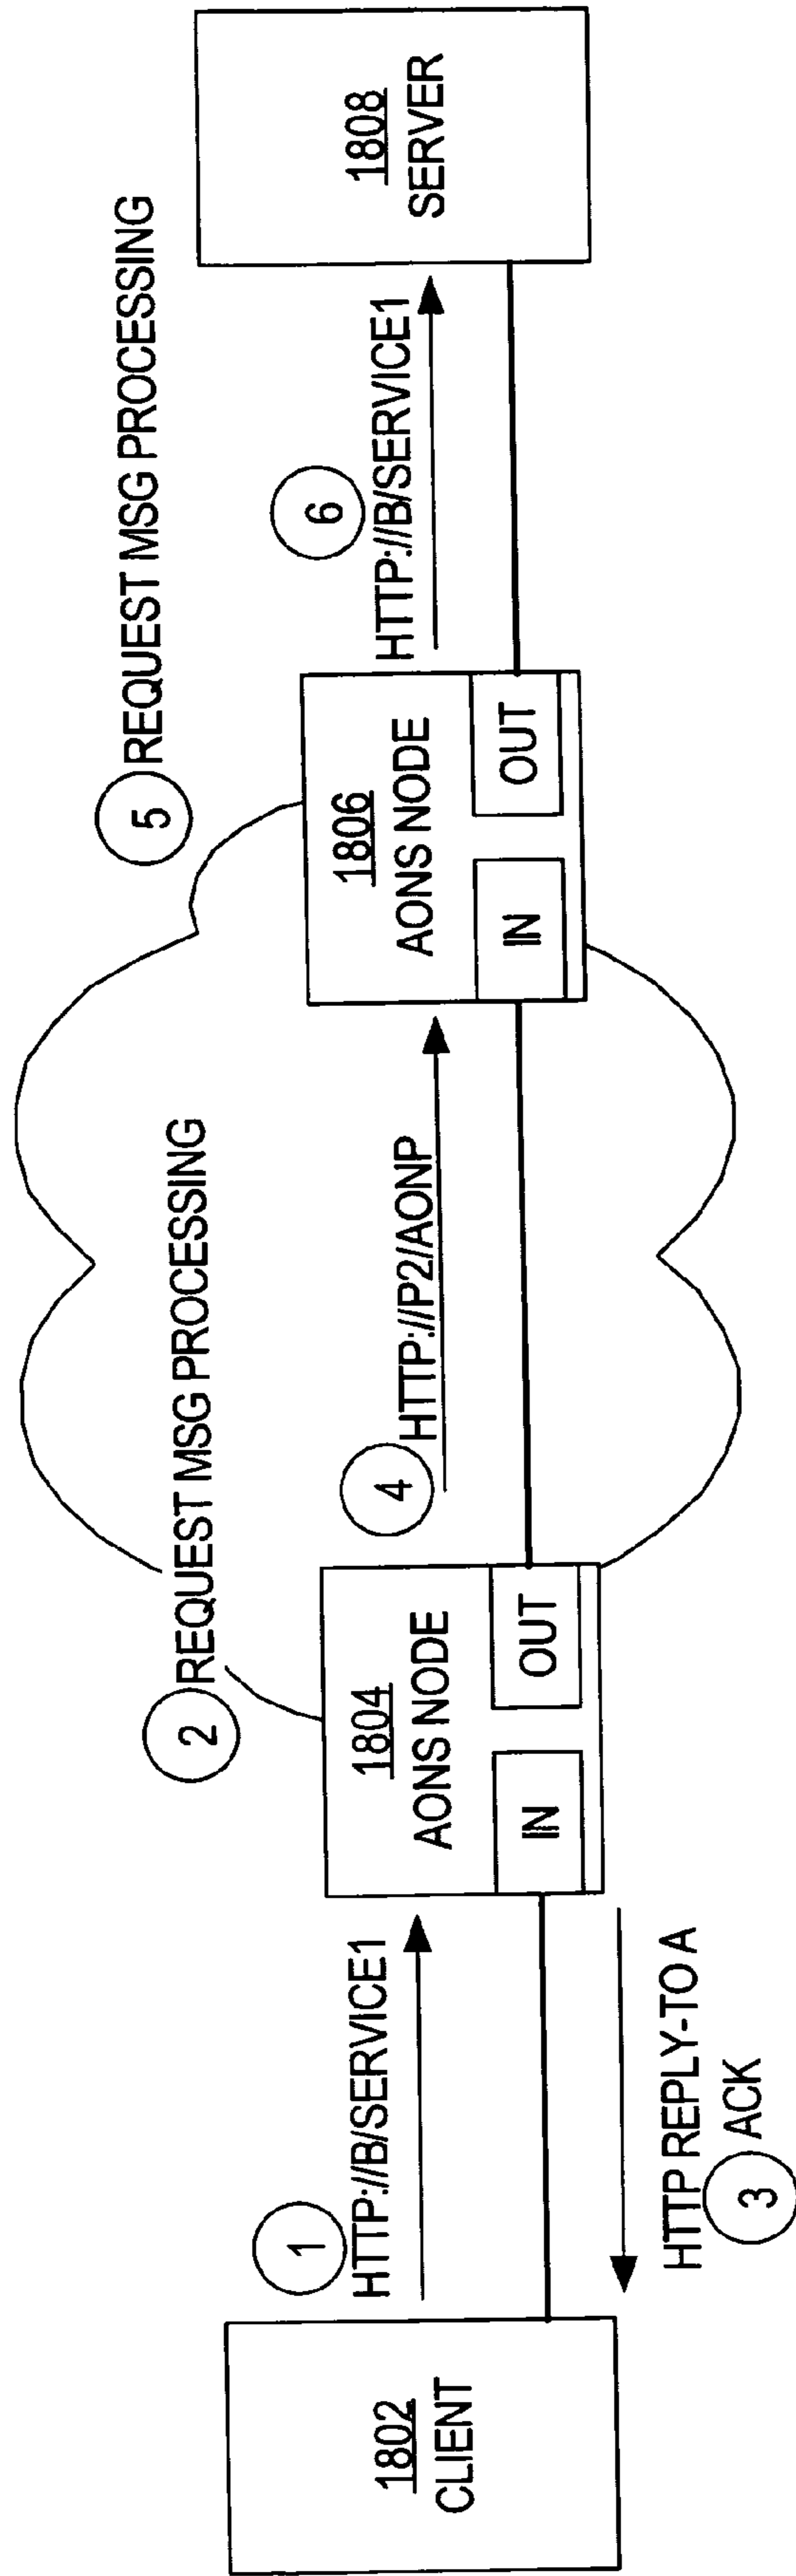 1802
CLIENT
1
HTTP://B/SERVICE1
HTTP REPLY-TO A
3 ACK
2 REQUEST MSG PROCESSING
1804
AONS NODE
IN
OUT
4
HTTP://P2/AONP
5 REQUEST MSG PROCESSING
1806
AONS NODE
IN
OUT
6
HTTP://B/SERVICE1
1808
SERVER